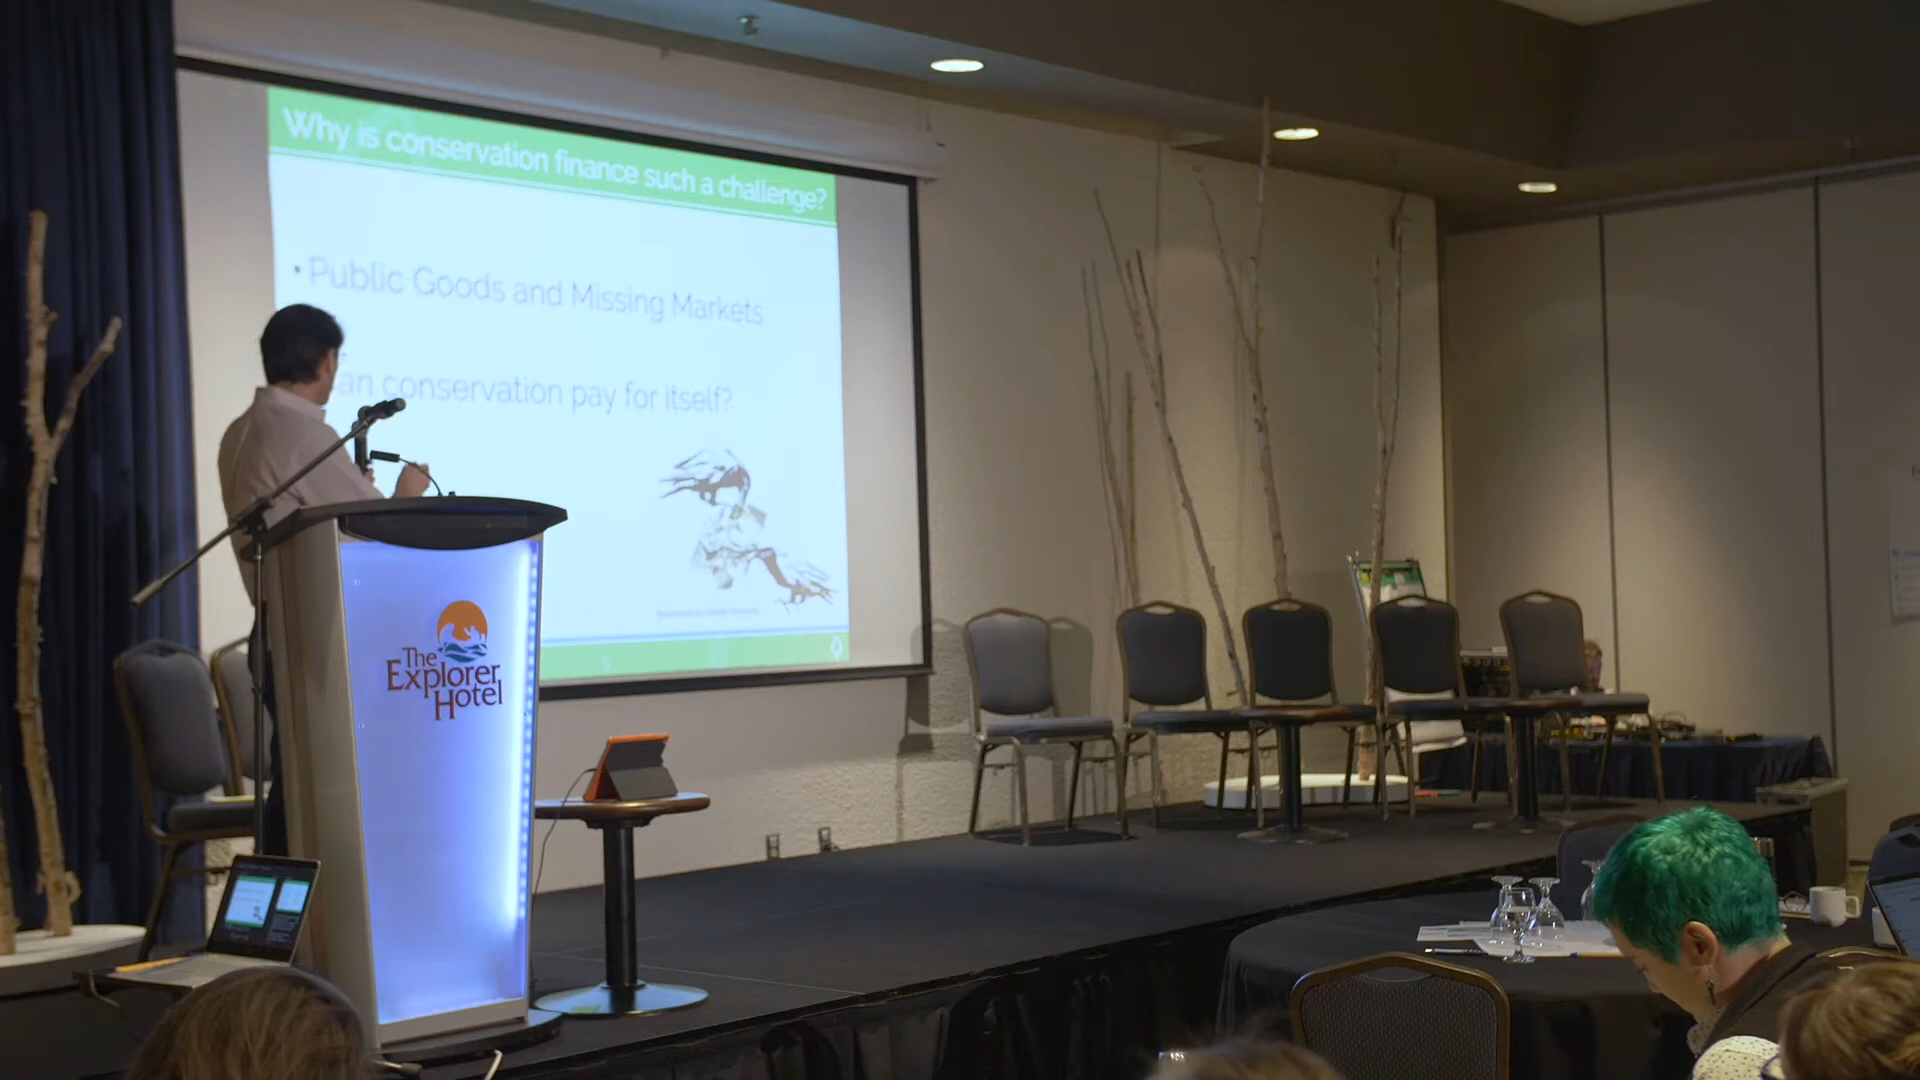 Why is conservation finance such a challenge?
• Public Goods and Missing Markets
an conservation pay for itself?
The
Explorer
Hotel